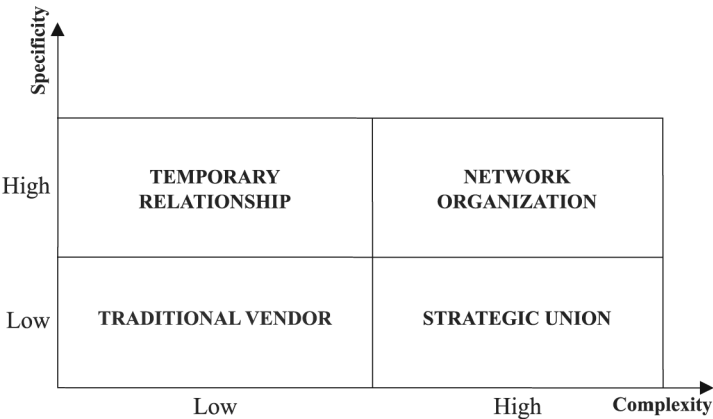 Specificity
High
TEMPORARY
RELATIONSHIP
NETWORK
ORGANIZATION
Low
TRADITIONAL VENDOR
STRATEGIC UNION
Low
High
Complexity